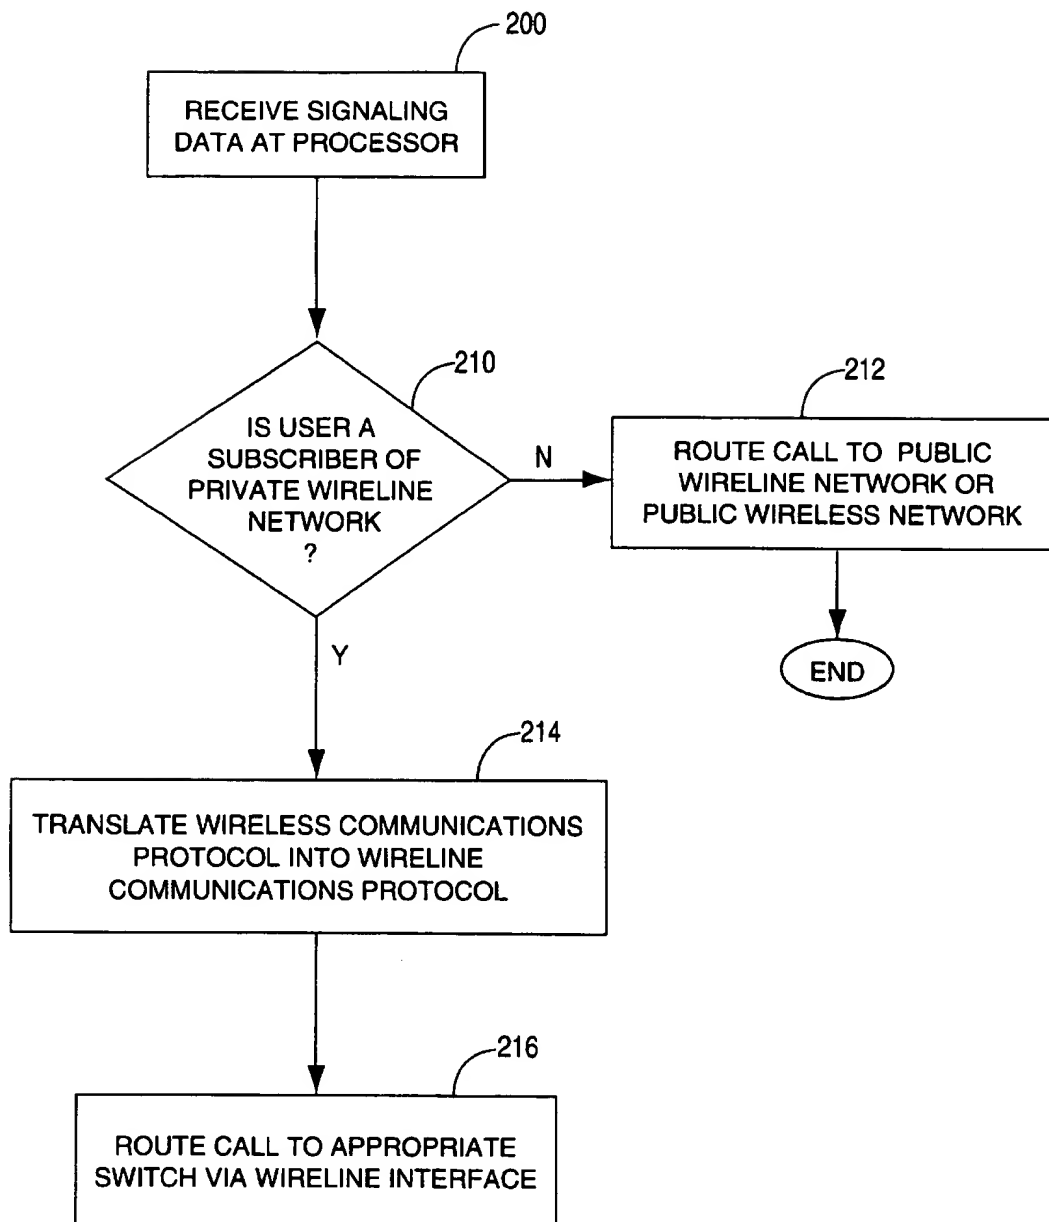 200
RECEIVE SIGNALING
DATA AT PROCESSOR
210
IS USER A
SUBSCRIBER OF
PRIVATE WIRELINE
NETWORK
?
N
212
ROUTE CALL TO PUBLIC
WIRELINE NETWORK OR
PUBLIC WIRELESS NETWORK
END
Y
214
TRANSLATE WIRELESS COMMUNICATIONS
PROTOCOL INTO WIRELINE
COMMUNICATIONS PROTOCOL
216
ROUTE CALL TO APPROPRIATE
SWITCH VIA WIRELINE INTERFACE